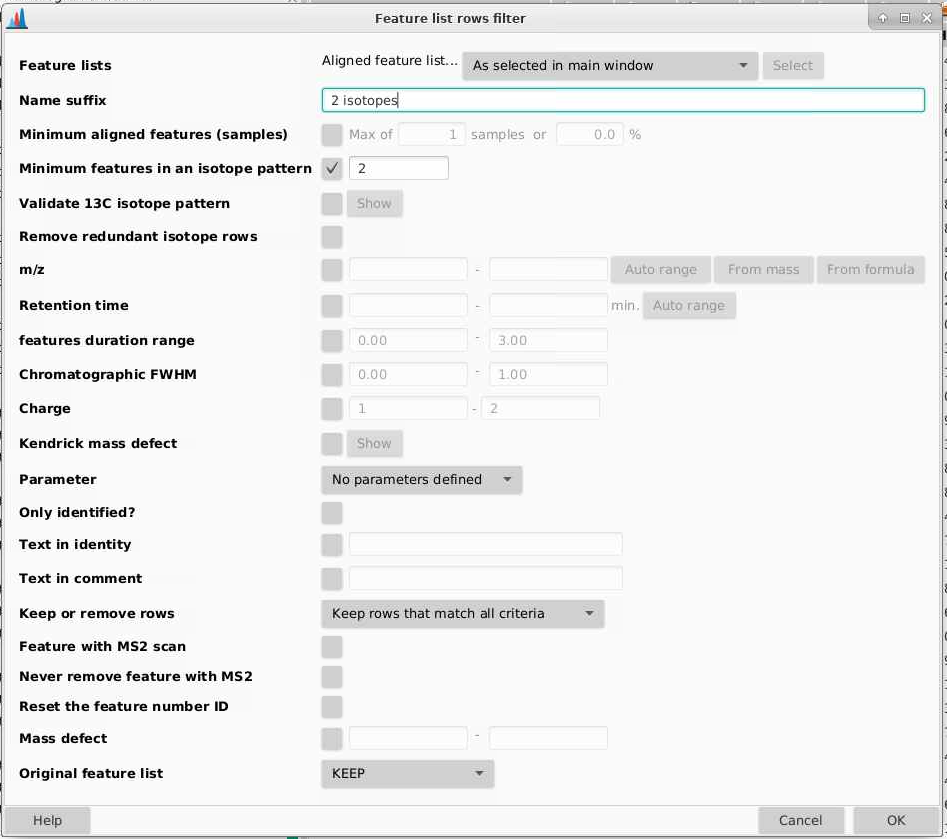 Feature list rows filter
Feature lists Aligned feature list... As selected in main window Select
Name suffix 2 isotopes
Minimum aligned features (samples) Max of 1 samples or 0.0 %
Minimum features in an isotope pattern 2
Validate 13C isotope pattern Show
Remove redundant isotope rows
m/z - Auto range From mass From formula
Retention time - min. Auto range
features duration range 0.00 - 3.00
Chromatographic FWHM 0.00 - 1.00
Charge 1 - 2
Kendrick mass defect Show
Parameter No parameters defined
Only identified?
Text in identity
Text in comment
Keep or remove rows Keep rows that match all criteria
Feature with MS2 scan
Never remove feature with MS2
Reset the feature number ID
Mass defect -
Original feature list KEEP
Help Cancel OK